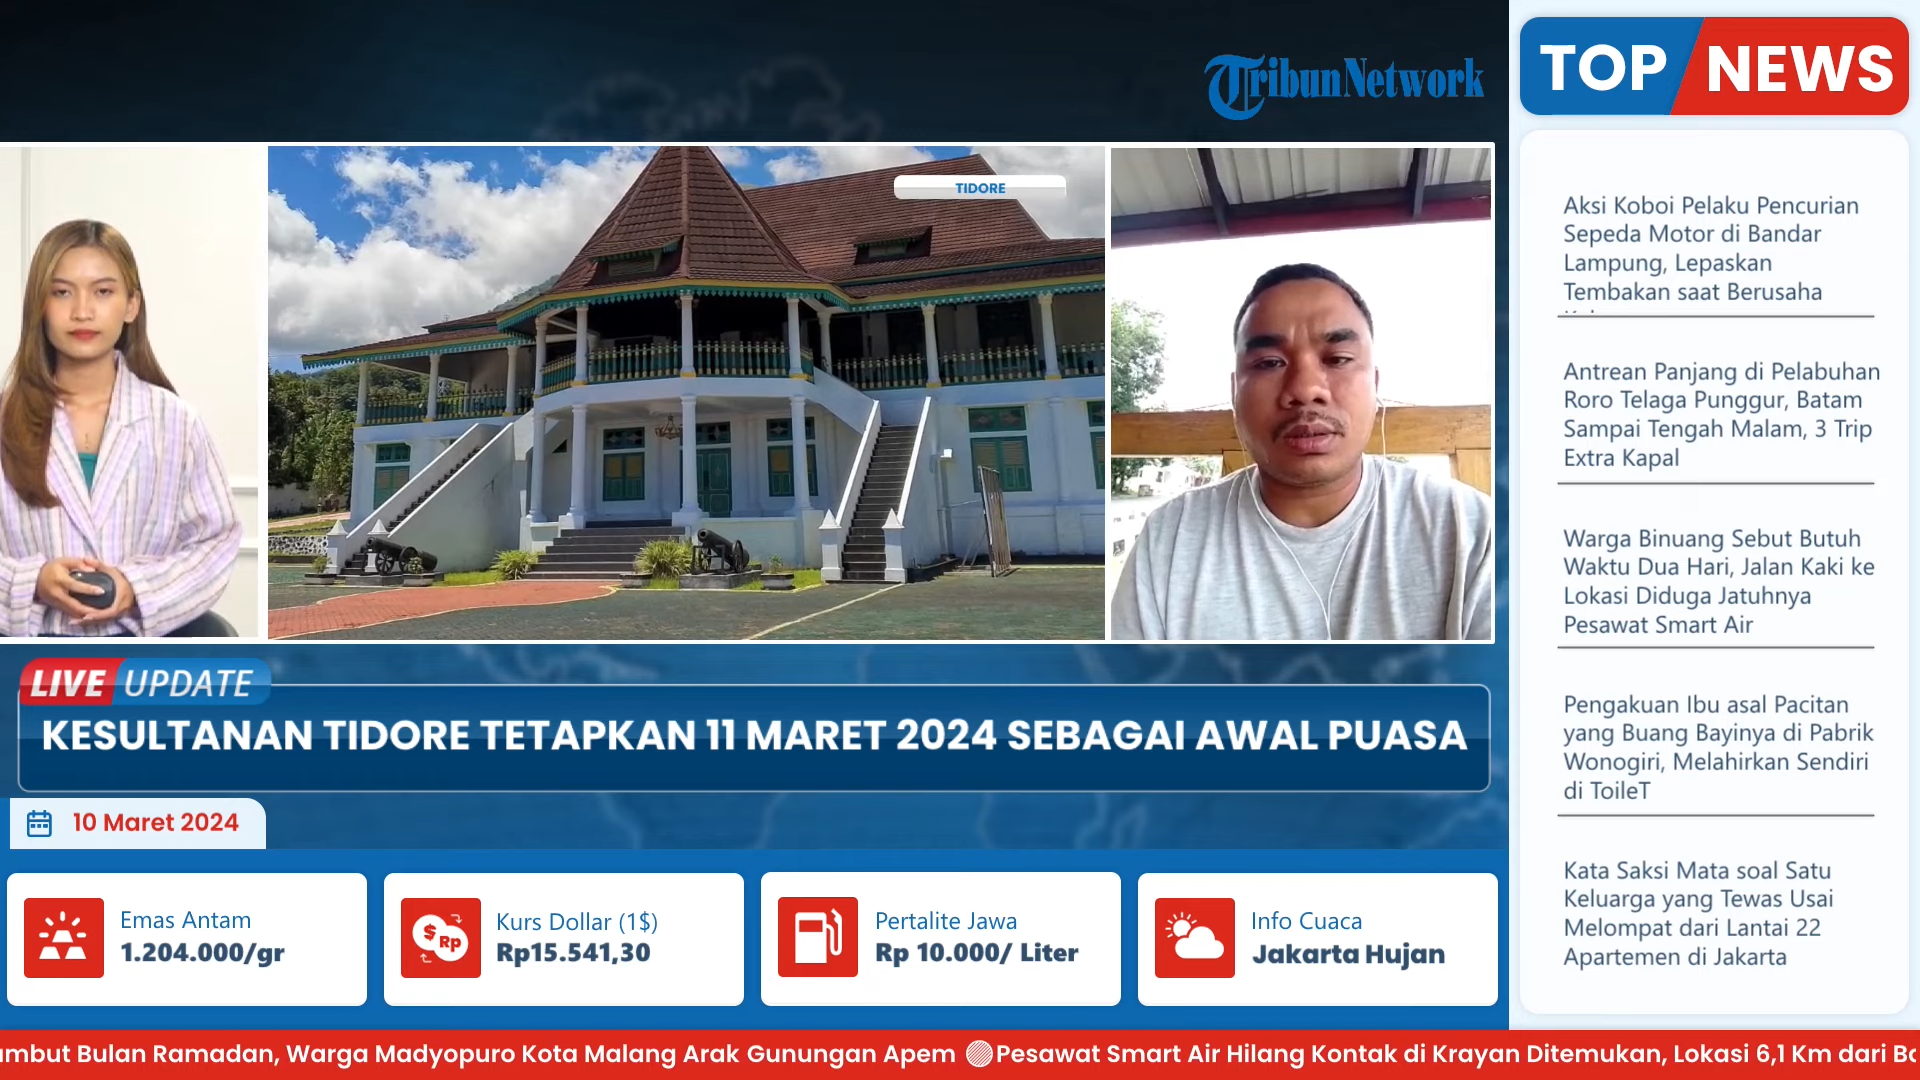 TribunNetwork
TOP NEWS
TIDORE
LIVE UPDATE
KESULTANAN TIDORE TETAPKAN 11 MARET 2024 SEBAGAI AWAL PUASA
10 Maret 2024
Emas Antam
1.204.000/gr
Kurs Dollar (1$)
Rp15.541,30
Pertalite Jawa
Rp 10.000/ Liter
Info Cuaca
Jakarta Hujan
Aksi Koboi Pelaku Pencurian
Sepeda Motor di Bandar
Lampung, Lepaskan
Tembakan saat Berusaha
Antrean Panjang di Pelabuhan
Roro Telaga Punggur, Batam
Sampai Tengah Malam, 3 Trip
Extra Kapal
Warga Binuang Sebut Butuh
Waktu Dua Hari, Jalan Kaki ke
Lokasi Diduga Jatuhnya
Pesawat Smart Air
Pengakuan Ibu asal Pacitan
yang Buang Bayinya di Pabrik
Wonogiri, Melahirkan Sendiri
di ToileT
Kata Saksi Mata soal Satu
Keluarga yang Tewas Usai
Melompat dari Lantai 22
Apartemen di Jakarta
mbut Bulan Ramadan, Warga Madyopuro Kota Malang Arak Gunungan Apem Pesawat Smart Air Hilang Kontak di Krayan Ditemukan, Lokasi 6,1 Km dari